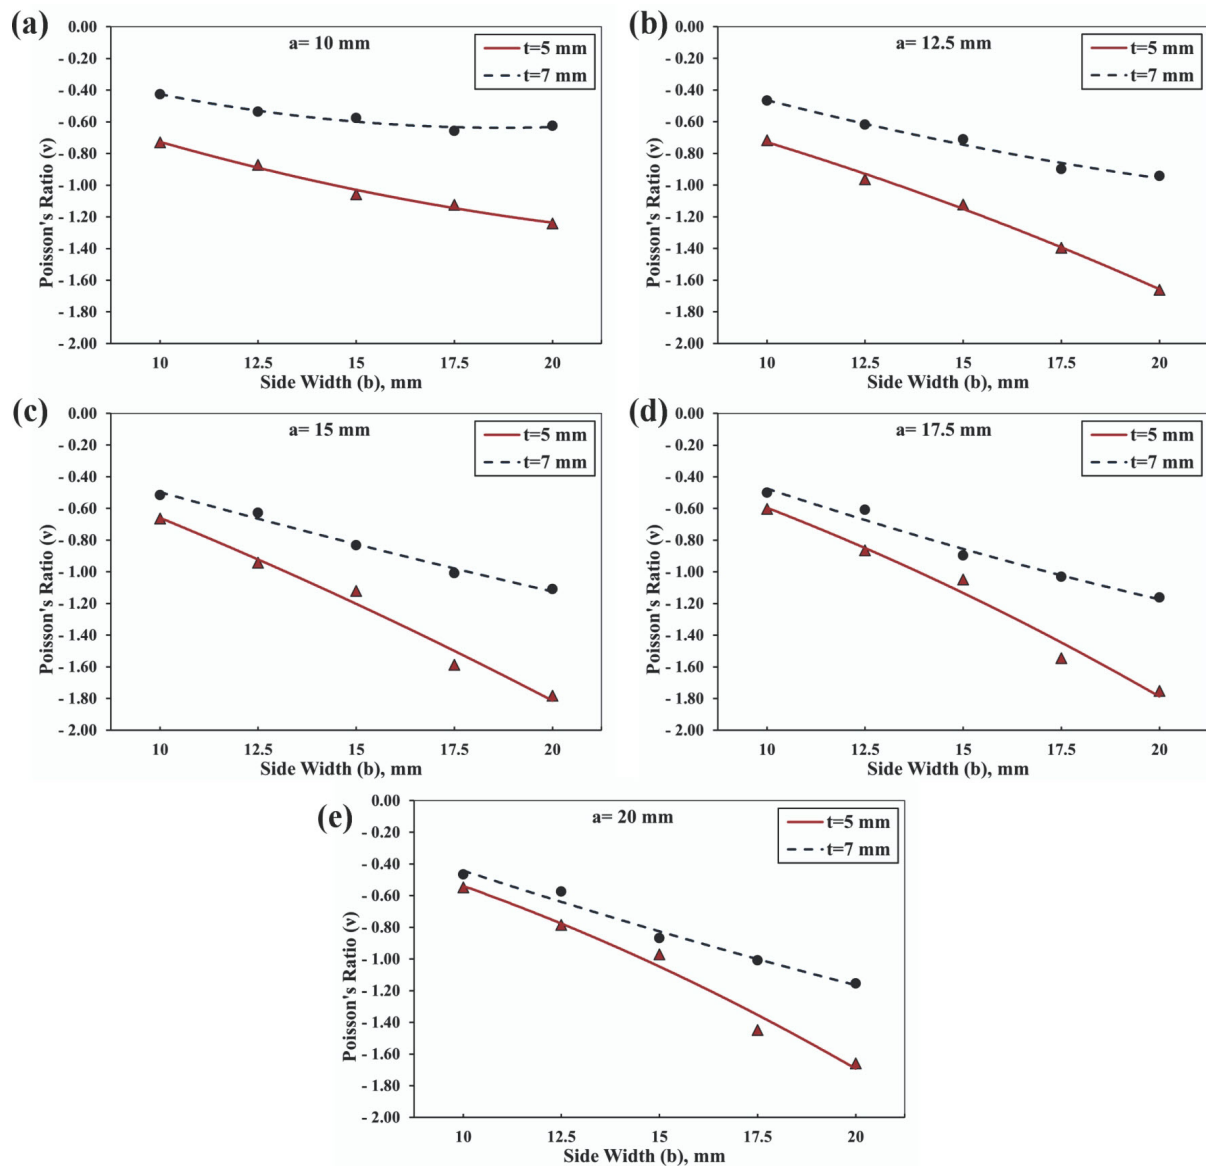 (a)
a= 10 mm
t=5 mm
t=7 mm
0.00
- 0.20
- 0.40
- 0.60
- 0.80
- 1.00
- 1.20
- 1.40
- 1.60
- 1.80
- 2.00
Poisson's Ratio (ν)
10 12.5 15 17.5 20
Side Width (b), mm
(b)
a= 12.5 mm
t=5 mm
t=7 mm
0.00
- 0.20
- 0.40
- 0.60
- 0.80
- 1.00
- 1.20
- 1.40
- 1.60
- 1.80
- 2.00
Poisson's Ratio (ν)
10 12.5 15 17.5 20
Side Width (b), mm
(c)
a= 15 mm
t=5 mm
t=7 mm
0.00
- 0.20
- 0.40
- 0.60
- 0.80
- 1.00
- 1.20
- 1.40
- 1.60
- 1.80
- 2.00
Poisson's Ratio (ν)
10 12.5 15 17.5 20
Side Width (b), mm
(d)
a= 17.5 mm
t=5 mm
t=7 mm
0.00
- 0.20
- 0.40
- 0.60
- 0.80
- 1.00
- 1.20
- 1.40
- 1.60
- 1.80
- 2.00
Poisson's Ratio (ν)
10 12.5 15 17.5 20
Side Width (b), mm
(e)
a= 20 mm
t=5 mm
t=7 mm
0.00
- 0.20
- 0.40
- 0.60
- 0.80
- 1.00
- 1.20
- 1.40
- 1.60
- 1.80
- 2.00
Poisson's Ratio (ν)
10 12.5 15 17.5 20
Side Width (b), mm